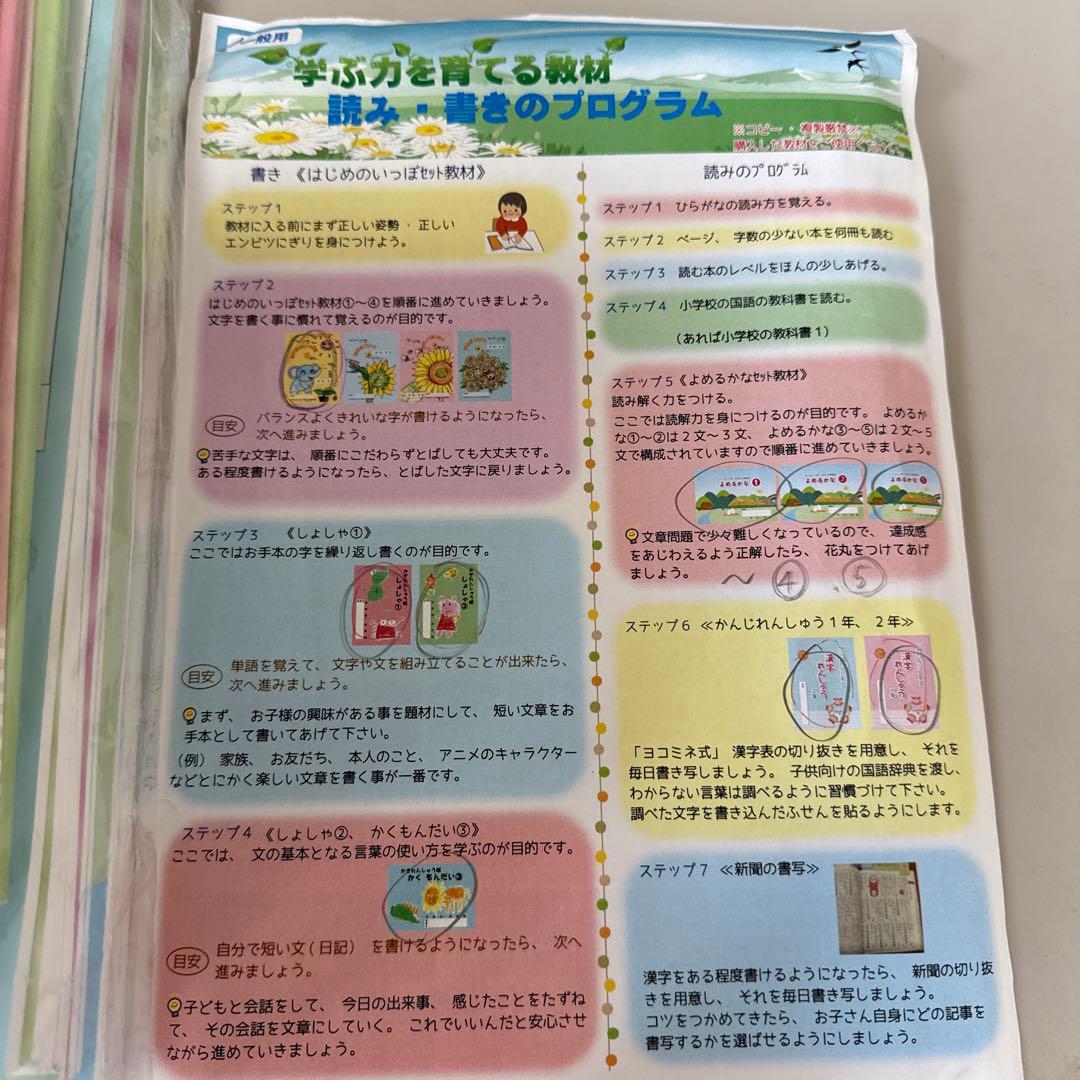 一般用
学ぶ力を育てる教材
読み・書きのプログラム
※コピー・複製厳禁※
購入した教材をご使用ください。
書き 《はじめのいっぽセット教材》
ステップ1
教材に入る前にまず正しい姿勢・正しい
エンピツにぎりを身につけよう。
ステップ2
はじめのいっぽセット教材①～④を順番に進めていきましょう。
文字を書く事に慣れて覚えるのが目的です。
目安
バランスよくきれいな字が書けるようになったら、
次へ進みましょう。
苦手な文字は、 順番にこだわらずとばしても大丈夫です。
ある程度書けるようになったら、とばした文字に戻りましょう。
ステップ3 《しょしゃ①》
ここではお手本の字を繰り返し書くのが目的です。
しょしゃ①
しょしゃ②
目安
単語を覚えて、 文字や文を組み立てることが出来たら、
次へ進みましょう。
まず、 お子様の興味がある事を題材にして、 短い文章をお
手本として書いてあげて下さい。
(例) 家族、 お友だち、 本人のこと、 アニメのキャラクター
などとにかく楽しい文章を書く事が一番です。
ステップ4 《しょしゃ②、 かくもんだい③》
ここでは、 文の基本となる言葉の使い方を学ぶのが目的です。
かくもんだい③
目安
自分で短い文(日記) を書けるようになったら、 次へ
進みましょう。
子どもと会話をして、 今日の出来事、 感じたことをたずね
て、 その会話を文章にしていく。 これでいいんだと安心させ
ながら進めていきましょう。
読みのプログラム
ステップ1 ひらがなの読み方を覚える。
ステップ2 ページ、 字数の少ない本を何冊も読む
ステップ3 読む本のレベルをほんの少しあげる。
ステップ4 小学校の国語の教科書を読む。
(あれば小学校の教科書1)
ステップ5《よめるかなセット教材》
読み解く力をつける。
ここでは読解力を身につけるのが目的です。 よめるか
な①～②は2文～3文、 よめるかな③～⑤は2文～5
文で構成されていますので順番に進めていきましょう。
よめるかな①
よめるかな②
よめるかな
文章問題で少々難しくなっているので、 達成感
をあじわえるよう正解したら、 花丸をつけてあげ
ましょう。
～ ④ . ⑤
ステップ6 ≪かんじれんしゅう1年、 2年≫
漢字れんしゅう
漢字れんしゅう
「ヨコミネ式」 漢字表の切り抜きを用意し、 それを
毎日書き写しましょう。 子供向けの国語辞典を渡し、
わからない言葉は調べるように習慣づけて下さい。
調べた文字を書き込んだふせんを貼るようにします。
ステップ7 ≪新聞の書写≫
漢字をある程度書けるようになったら、 新聞の切り抜
きを用意し、 それを毎日書き写しましょう。
コツをつかめてきたら、 お子さん自身にどの記事を
書写するかを選ばせるようにしましょう。